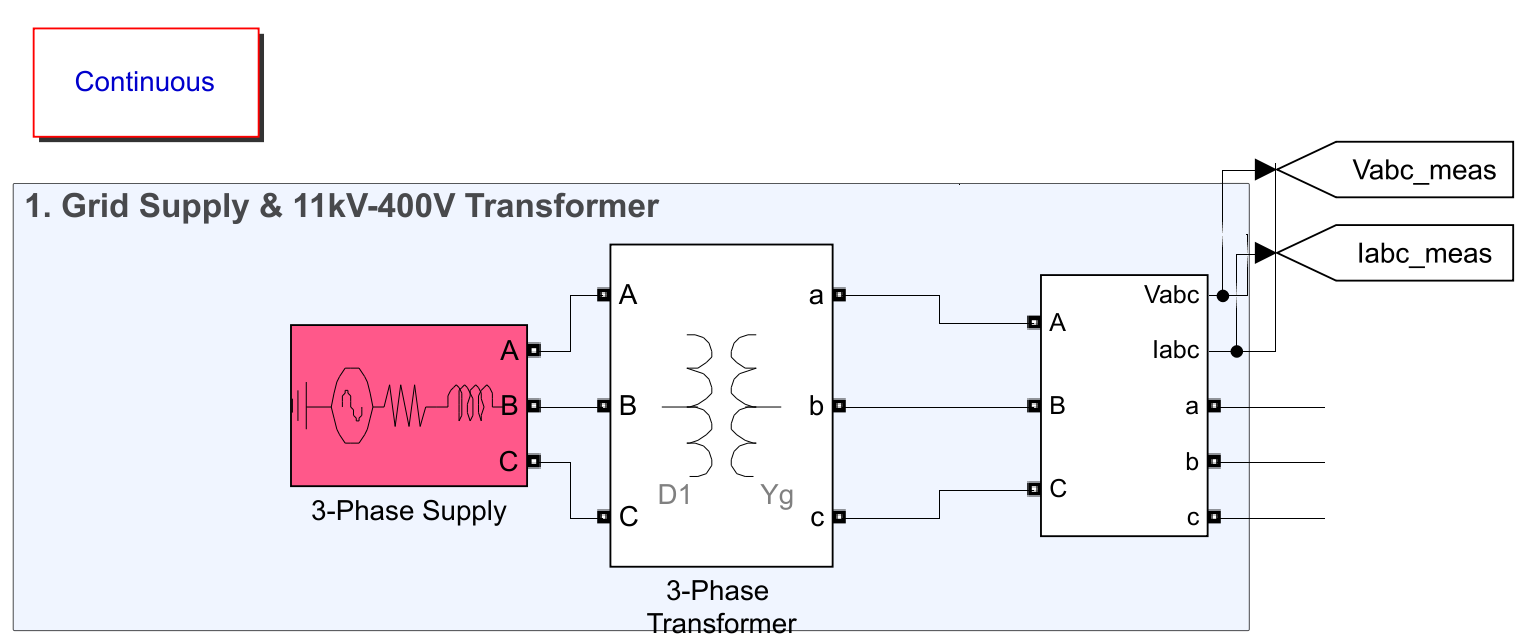 Continuous
Vabc_meas
1. Grid Supply & 11kV-400V Transformer
Iabc_meas
A
B
C
3-Phase Supply
A
B
C
a
b
c
D1
Yg
3-Phase
Transformer
A
B
C
Vabc
Iabc
a
b
c